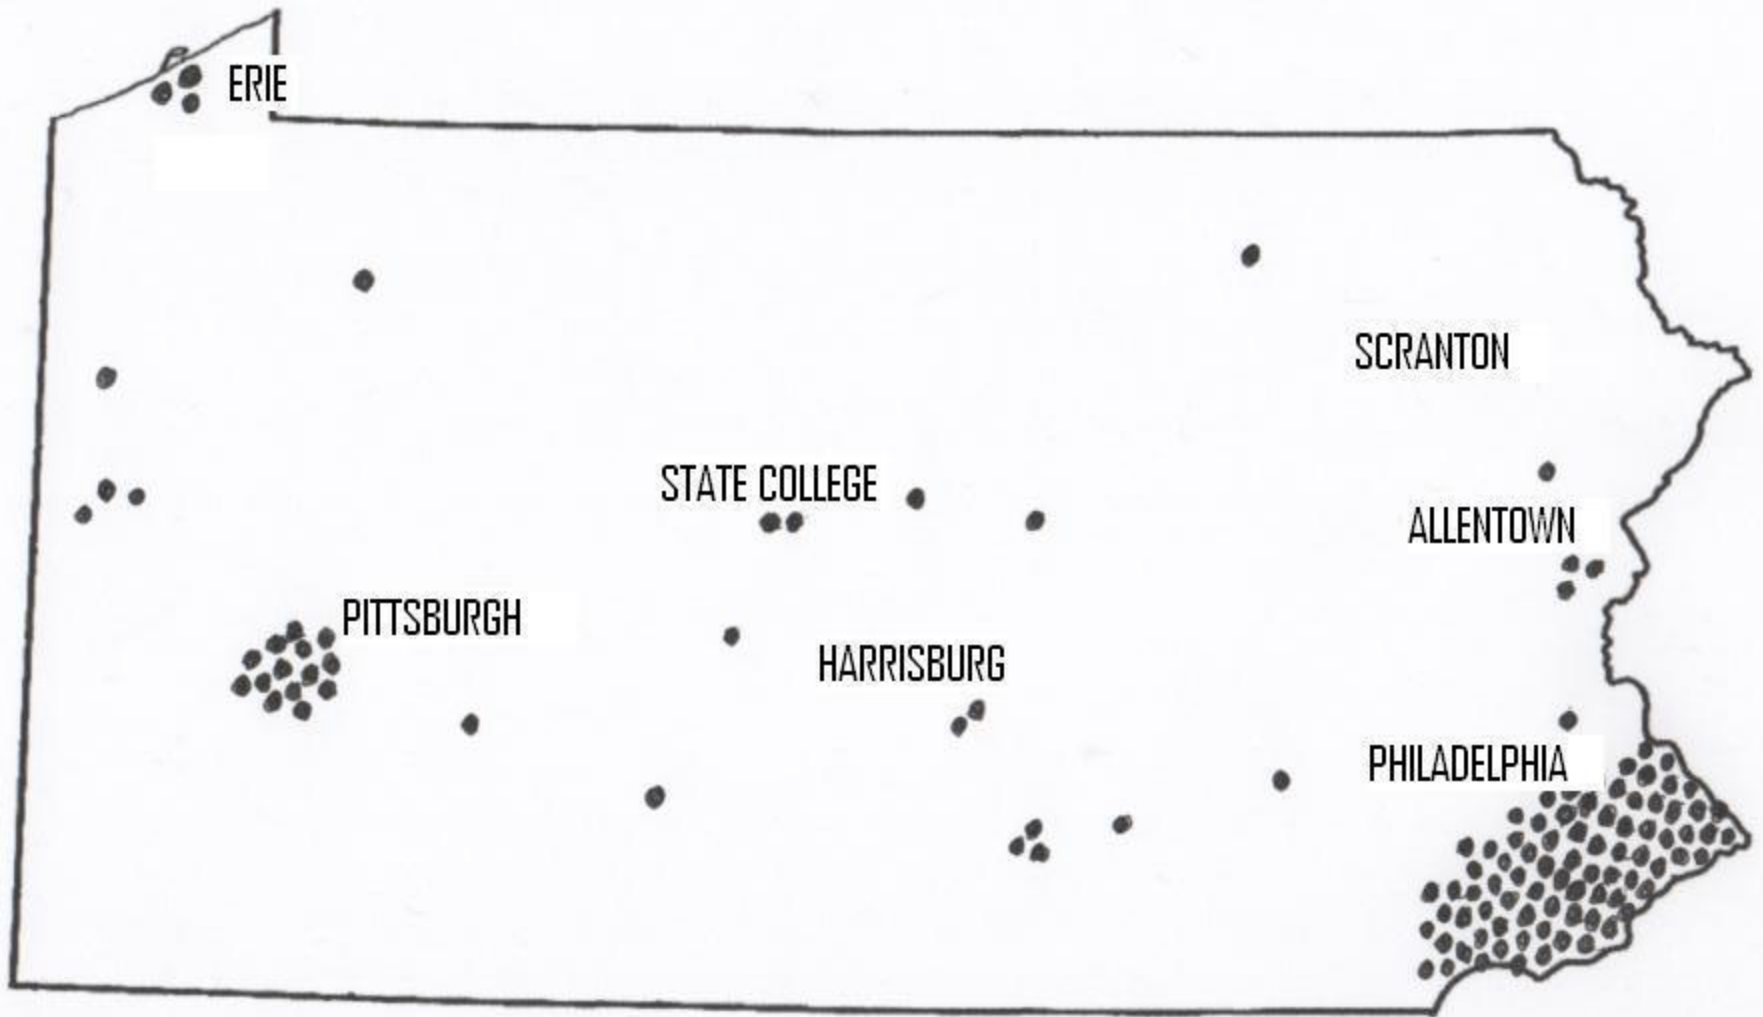 ERIE
SCRANTON
STATE COLLEGE
ALLENTOWN
PITTSBURGH
HARRISBURG
PHILADELPHIA